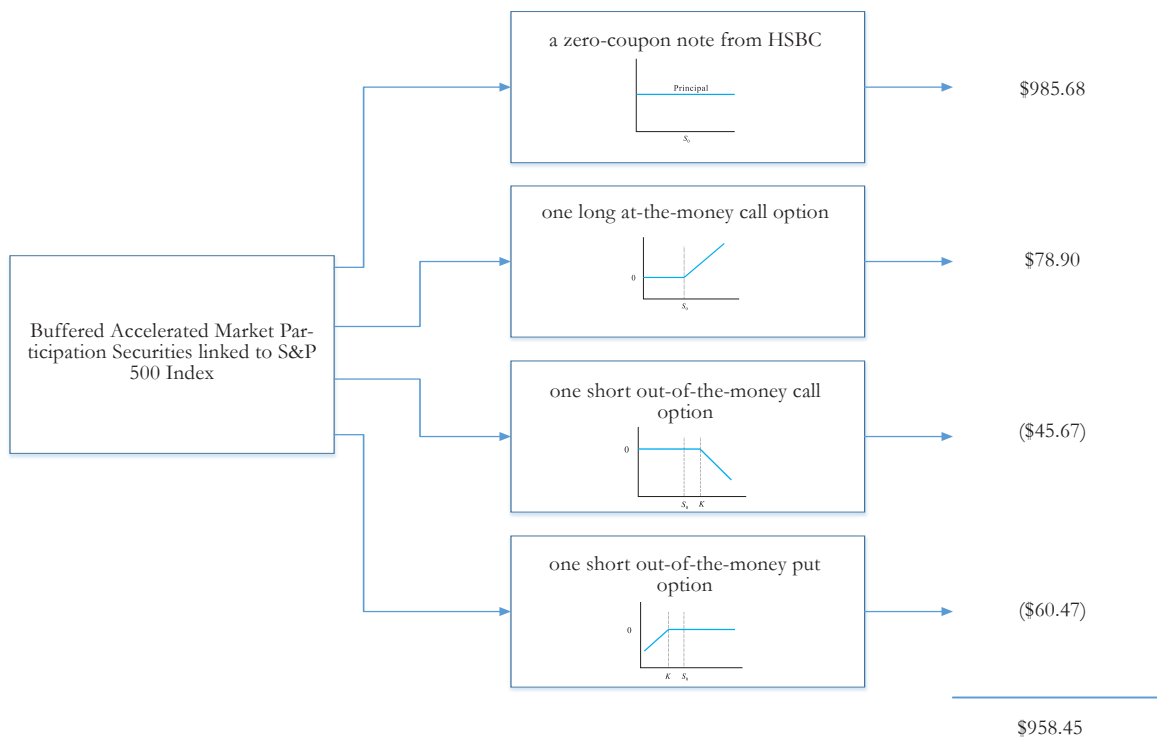 a zero-coupon note from HSBC
Principal
S₀
$985.68
one long at-the-money call option
0
S₀
$78.90
Buffered Accelerated Market Par-
ticipation Securities linked to S&P
500 Index
one short out-of-the-money call
option
0
S₀ K
($45.67)
one short out-of-the-money put
option
0
K S₀
($60.47)
$958.45